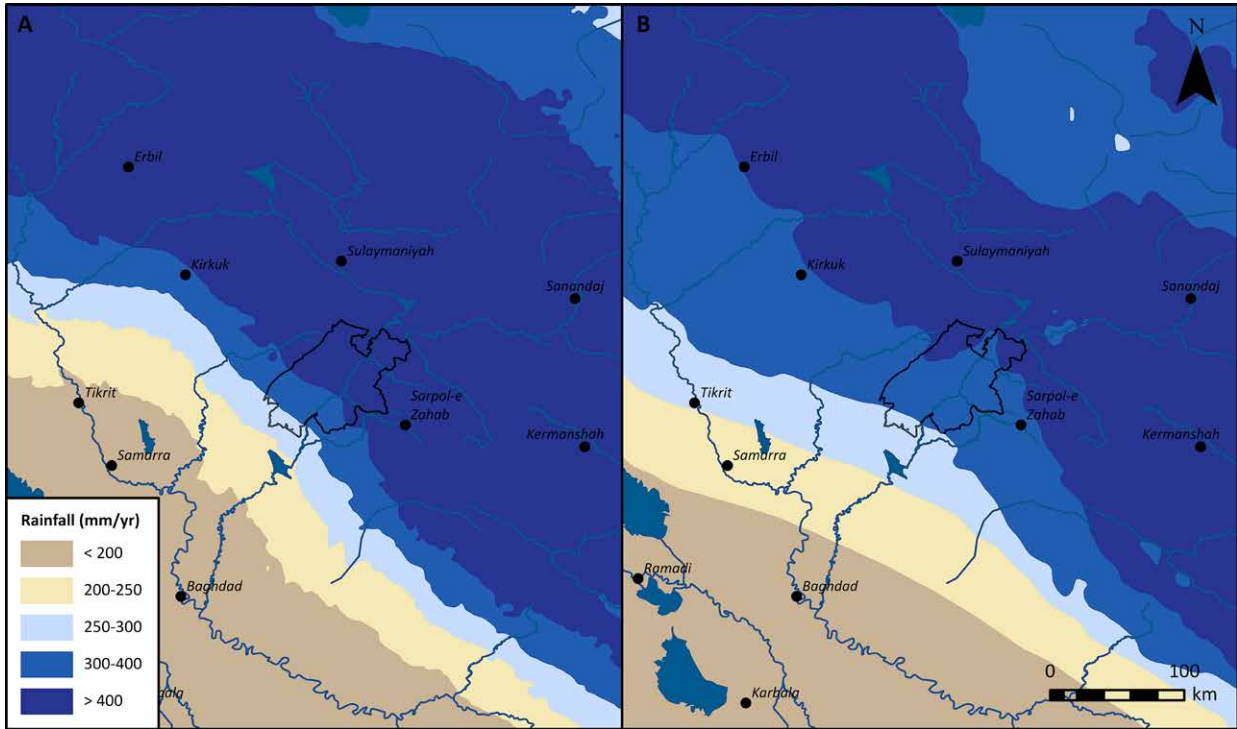 A
Erbil
Kirkuk
Sulaymaniyah
Sanandaj
Tikrit
Sarpol-e
Zahab
Kermanshah
Samarra
Baghdad
Rainfall (mm/yr)
< 200
200-250
250-300
300-400
> 400
B
N
Erbil
Kirkuk
Sulaymaniyah
Sanandaj
Tikrit
Sarpol-e
Zahab
Kermanshah
Samarra
Ramadi
Baghdad
Karbala
0 100
km